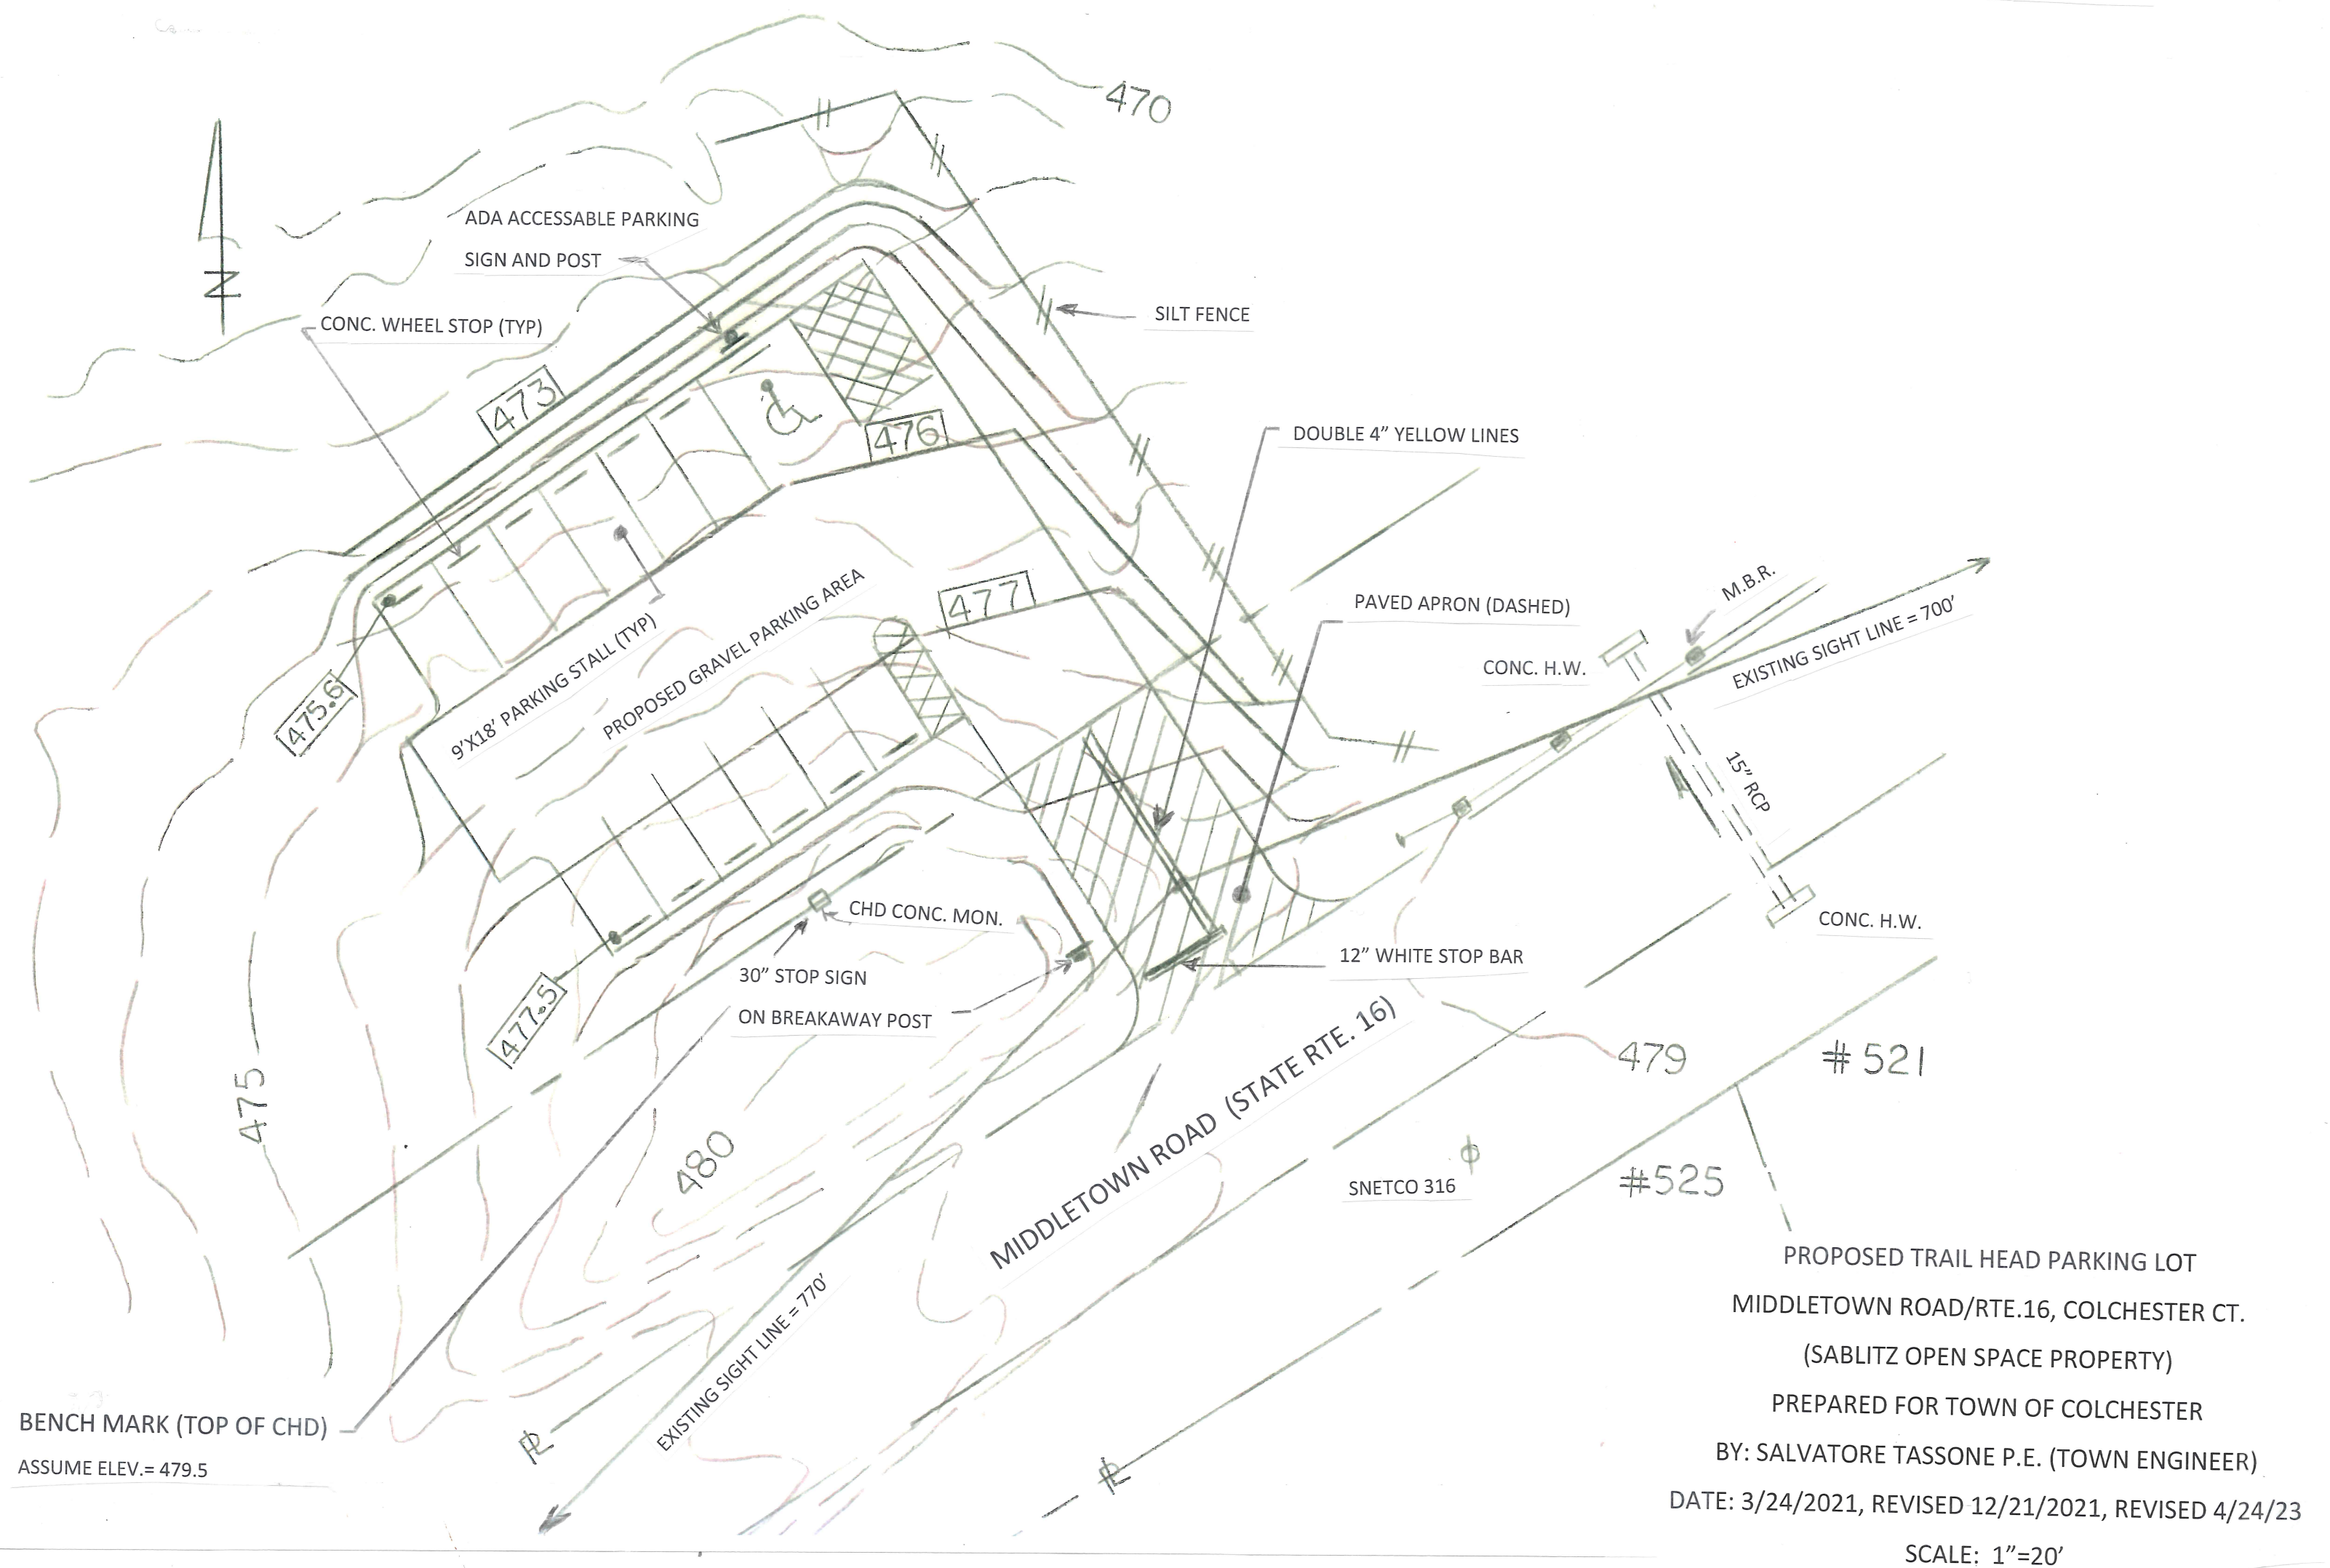 470
N
ADA ACCESSABLE PARKING
SIGN AND POST
CONC. WHEEL STOP (TYP)
SILT FENCE
473
476
DOUBLE 4” YELLOW LINES
477
PAVED APRON (DASHED)
M.B.R.
CONC. H.W.
EXISTING SIGHT LINE = 700’
9’X18’ PARKING STALL (TYP)
PROPOSED GRAVEL PARKING AREA
475.6
15” RCP
CHD CONC. MON.
CONC. H.W.
30” STOP SIGN
ON BREAKAWAY POST
12” WHITE STOP BAR
477.5
475
480
MIDDLETOWN ROAD (STATE RTE. 16)
479
# 521
SNETCO 316
#525
EXISTING SIGHT LINE = 770’
BENCH MARK (TOP OF CHD)
ASSUME ELEV.= 479.5
PL
PL
PROPOSED TRAIL HEAD PARKING LOT
MIDDLETOWN ROAD/RTE.16, COLCHESTER CT.
(SABLITZ OPEN SPACE PROPERTY)
PREPARED FOR TOWN OF COLCHESTER
BY: SALVATORE TASSONE P.E. (TOWN ENGINEER)
DATE: 3/24/2021, REVISED 12/21/2021, REVISED 4/24/23
SCALE: 1”=20’